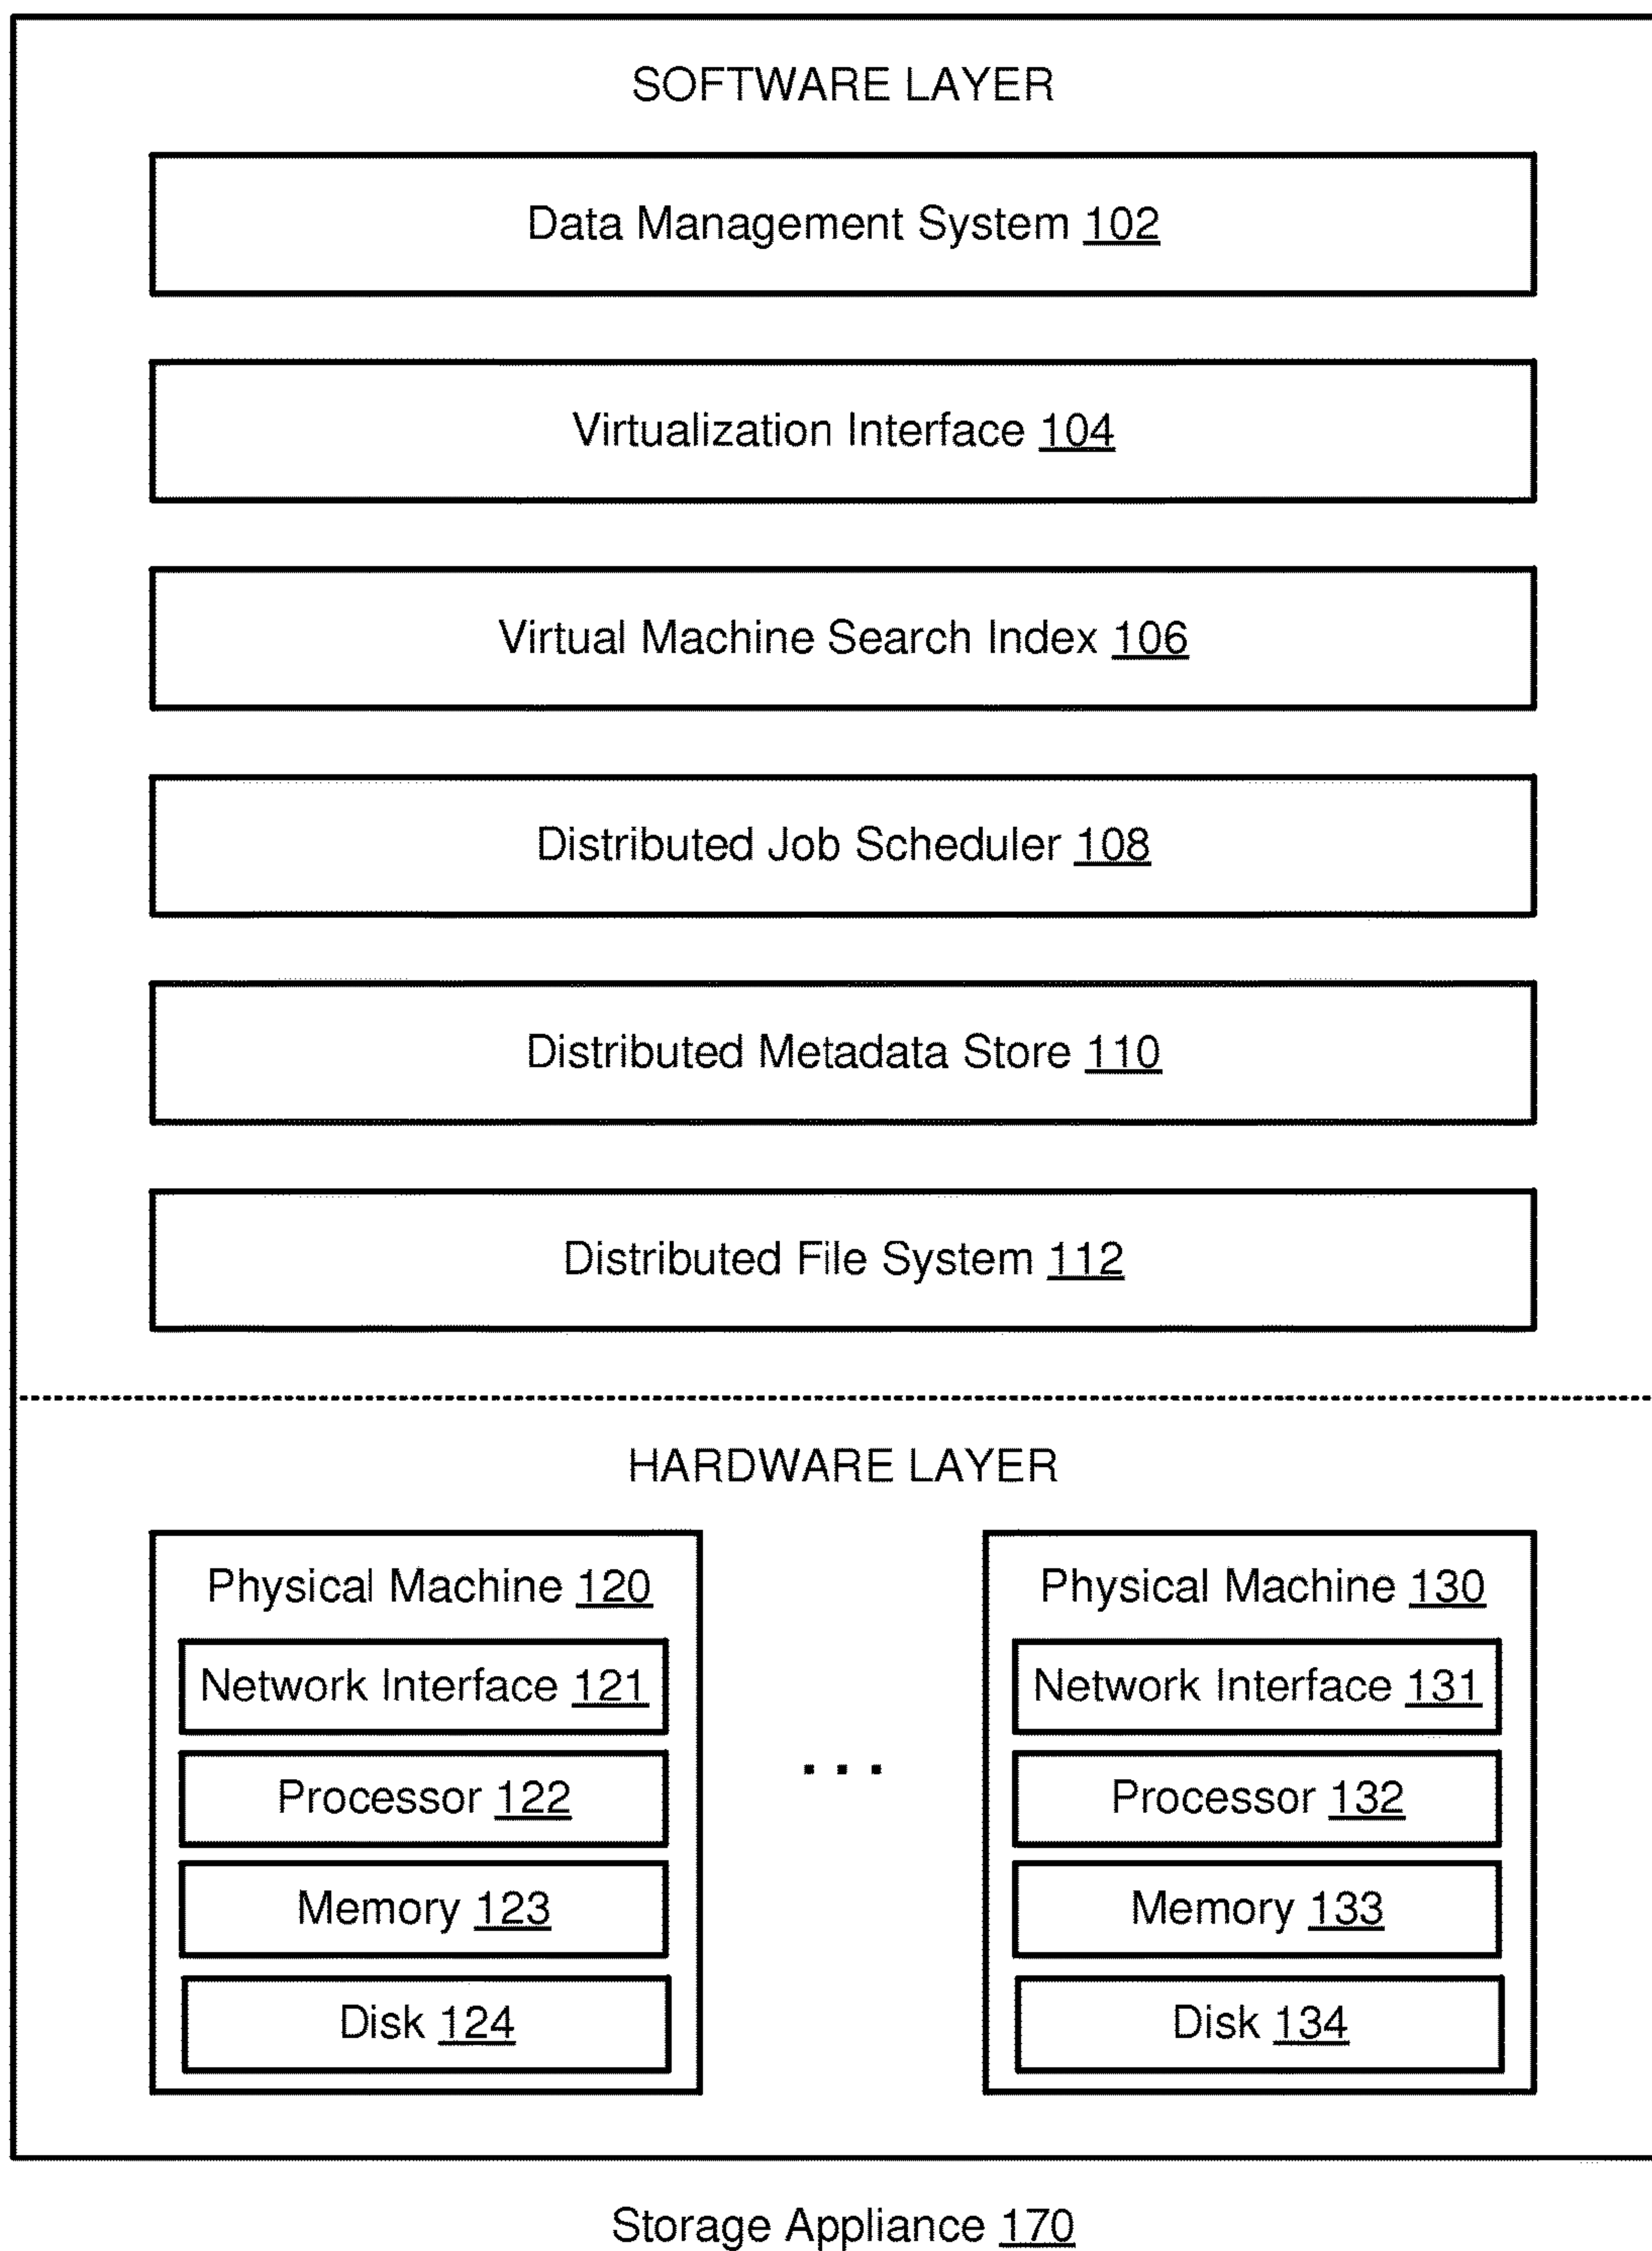 SOFTWARE LAYER
Data Management System 102
Virtualization Interface 104
Virtual Machine Search Index 106
Distributed Job Scheduler 108
Distributed Metadata Store 110
Distributed File System 112
HARDWARE LAYER
Physical Machine 120
Network Interface 121
Processor 122
Memory 123
Disk 124
...
Physical Machine 130
Network Interface 131
Processor 132
Memory 133
Disk 134
Storage Appliance 170